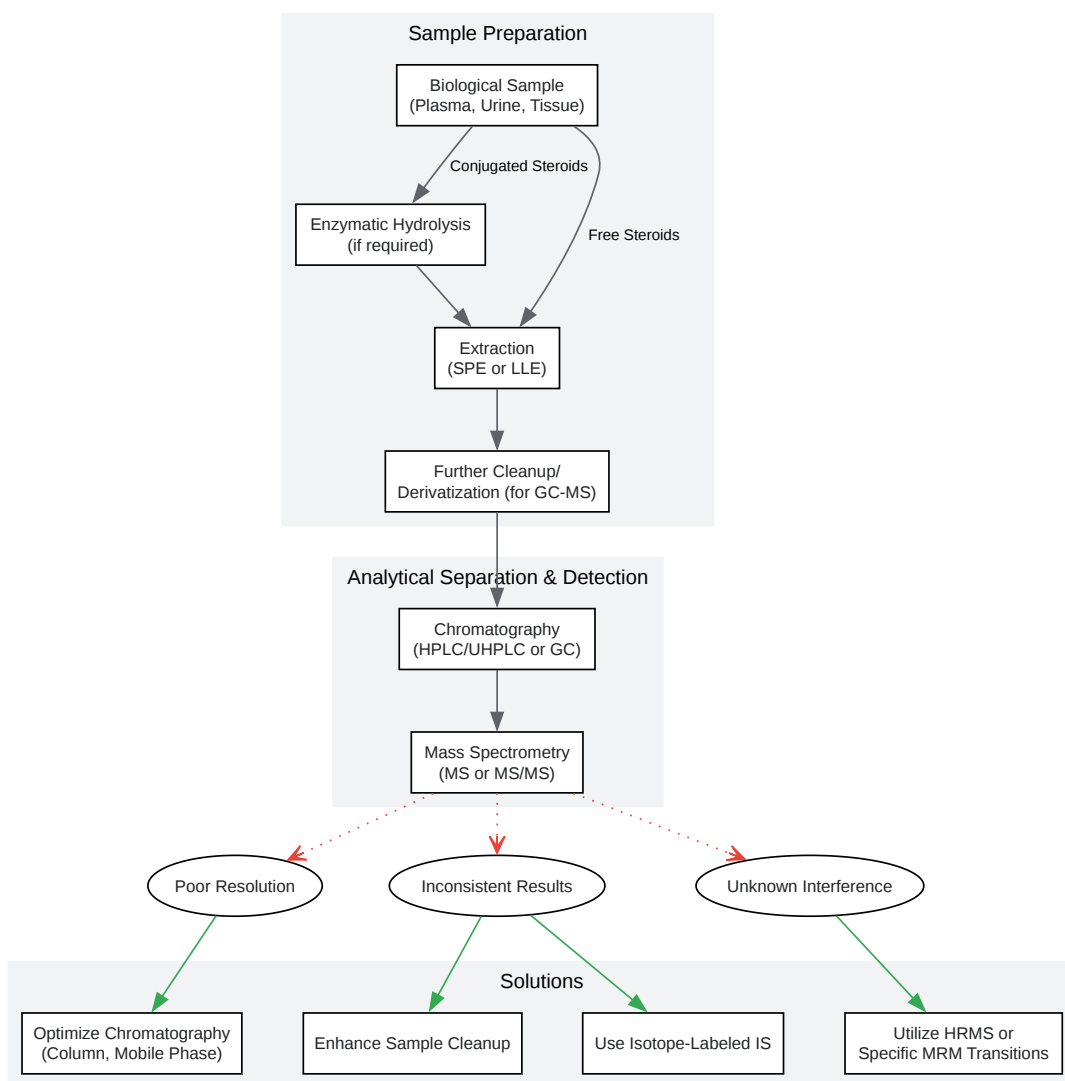 Sample Preparation
Biological Sample
(Plasma, Urine, Tissue)
Conjugated Steroids
Enzymatic Hydrolysis
(if required)
Free Steroids
Extraction
(SPE or LLE)
Further Cleanup/
Derivatization (for GC-MS)
Analytical Separation & Detection
Chromatography
(HPLC/UHPLC or GC)
Mass Spectrometry
(MS or MS/MS)
Poor Resolution
Inconsistent Results
Unknown Interference
Solutions
Optimize Chromatography
(Column, Mobile Phase)
Enhance Sample Cleanup
Use Isotope-Labeled IS
Utilize HRMS or
Specific MRM Transitions